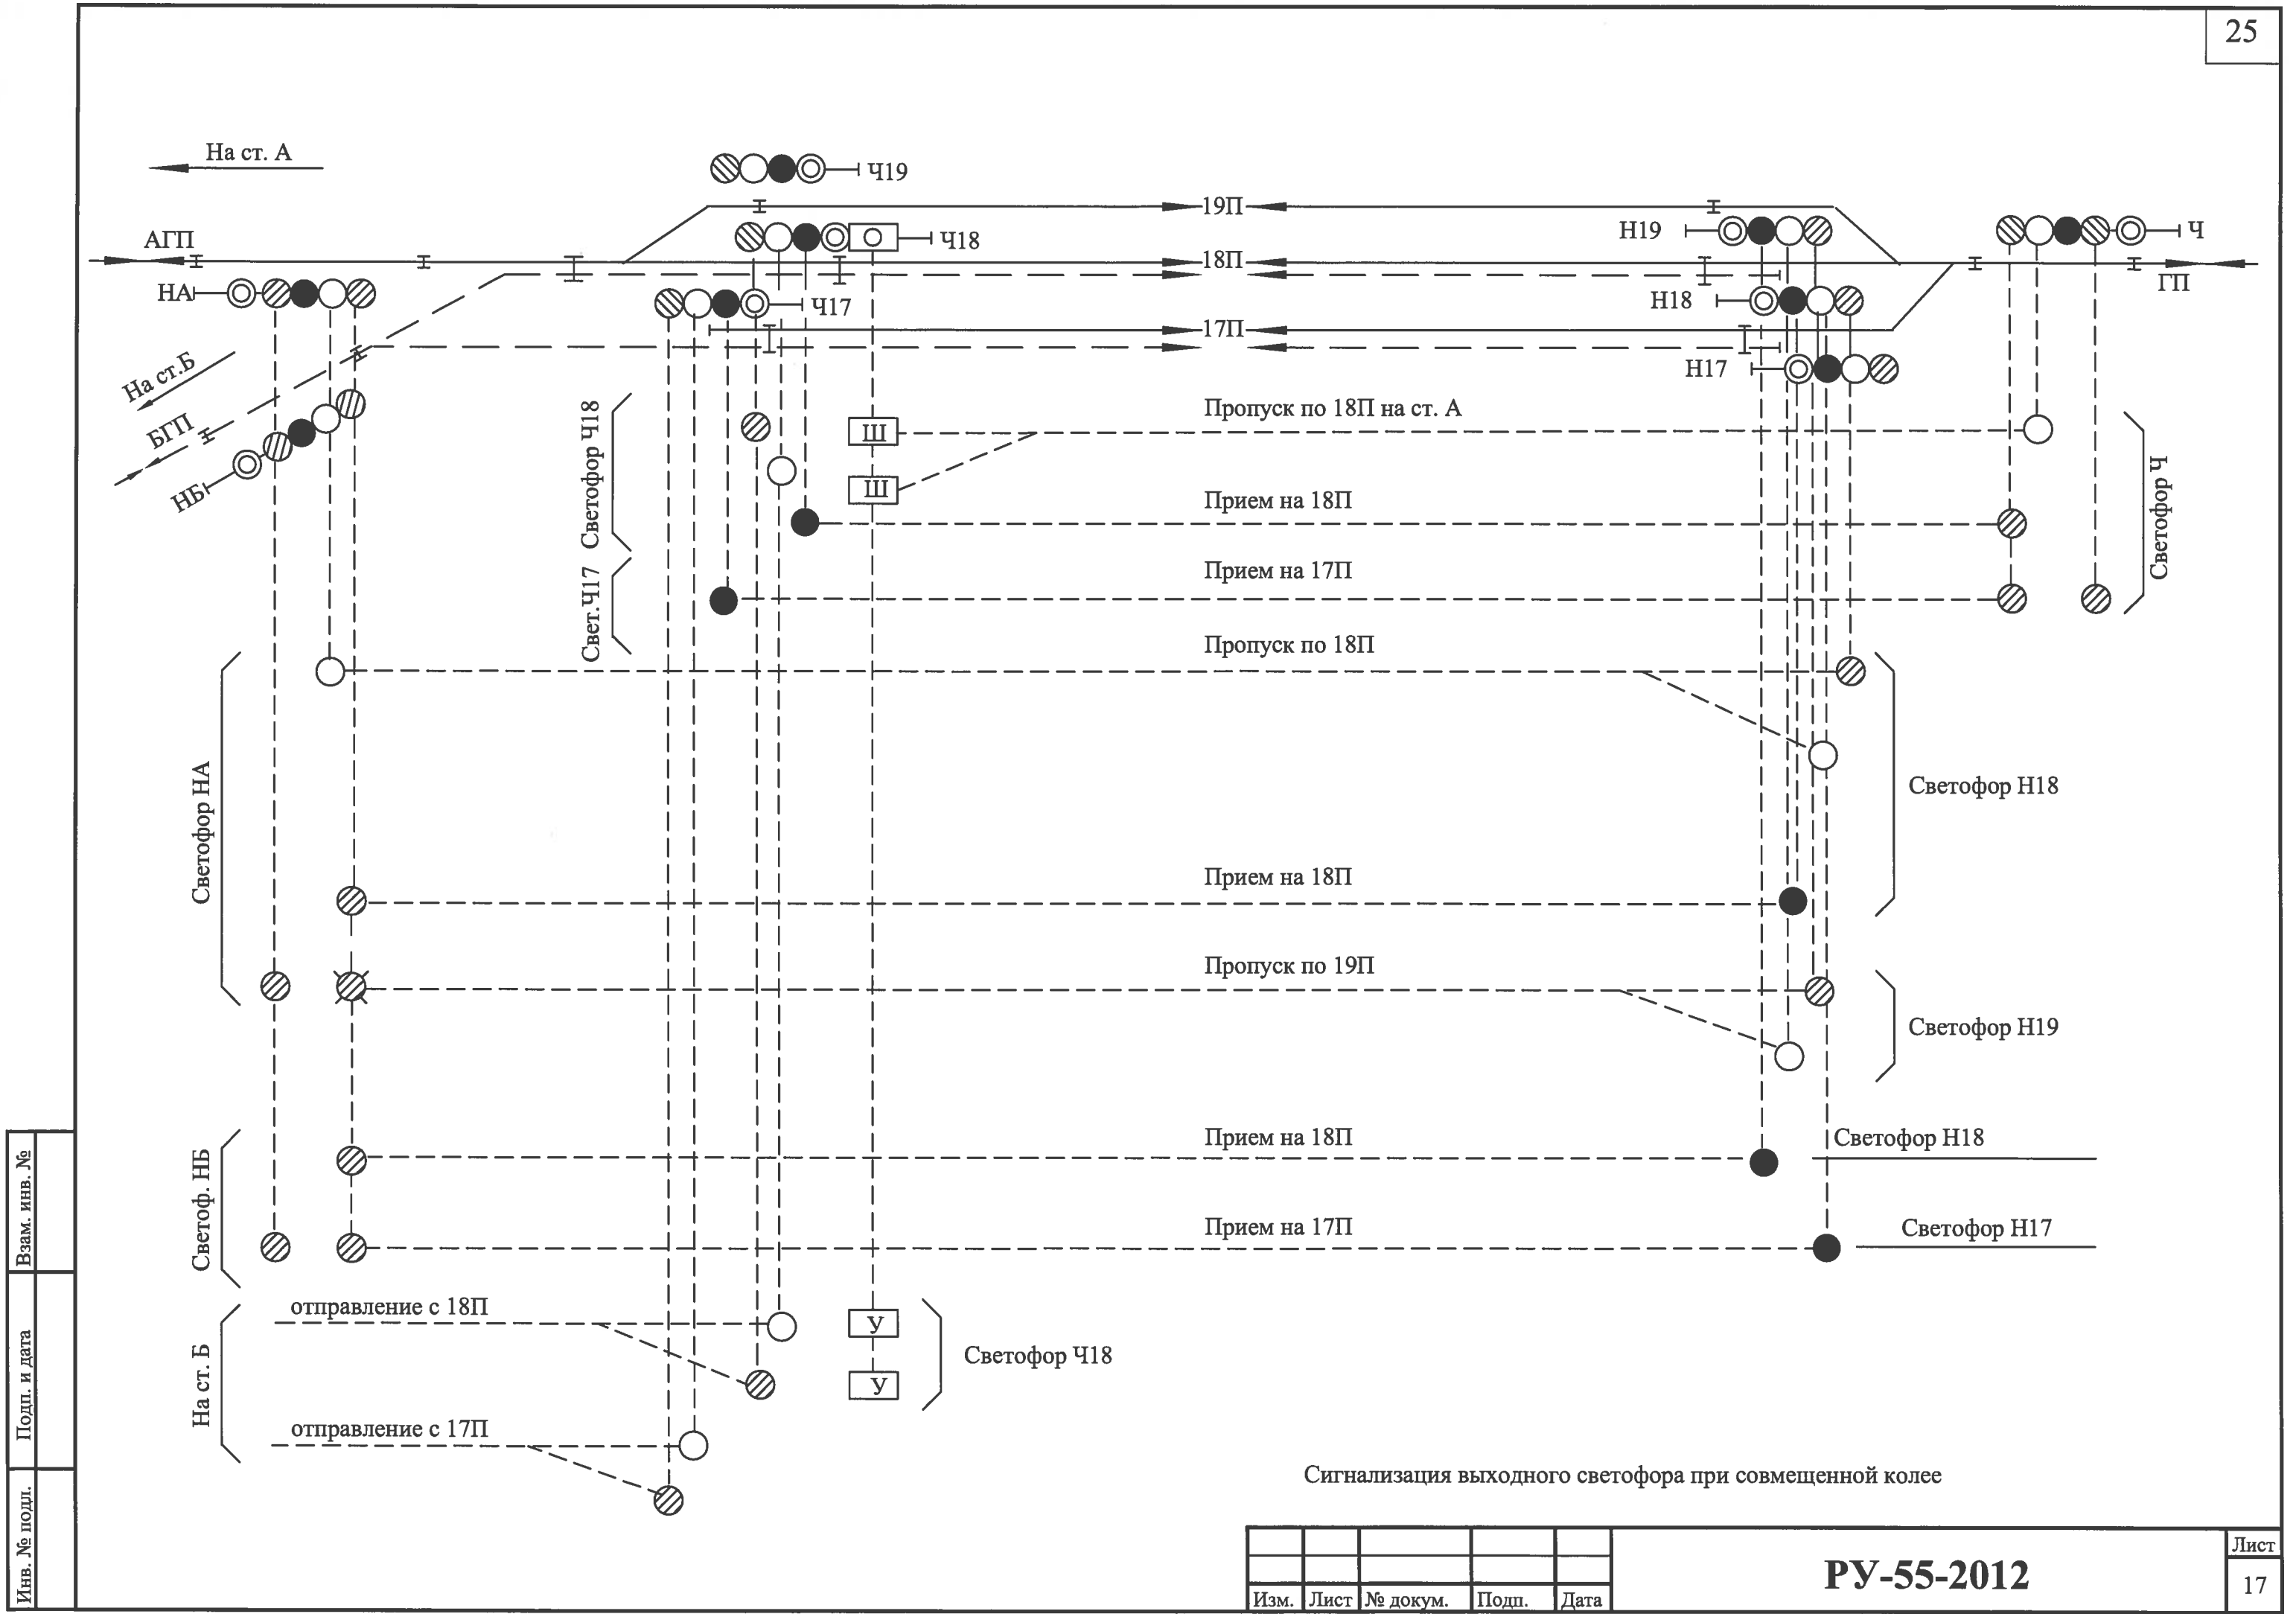 25
На ст. А
Ч19
19П
АГП
Ч18
Н19
Ч
18П
ГП
НА
Ч17
Н18
17П
Н17
На ст.Б
БГП
НБ
Светофор Ч18
Пропуск по 18П на ст. А
Ш
Ш
Прием на 18П
Светофор Ч
Свет.Ч17
Прием на 17П
Пропуск по 18П
Светофор НА
Светофор Н18
Прием на 18П
Пропуск по 19П
Светофор Н19
Светоф. НБ
Прием на 18П
Светофор Н18
Прием на 17П
Светофор Н17
На ст. Б
отправление с 18П
У
Светофор Ч18
У
отправление с 17П
Сигнализация выходного светофора при совмещенной колее
Взам. инв. №
Подп. и дата
Инв. № подл.
РУ-55-2012
Лист
17
Изм. Лист № докум. Подп. Дата